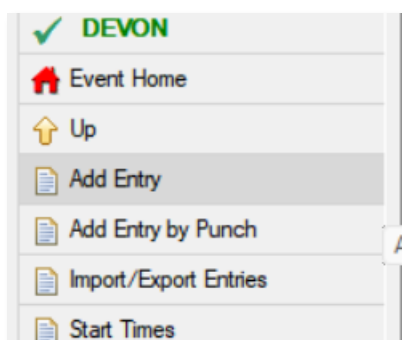 DEVON
Event Home
Up
Add Entry
Add Entry by Punch
Import/Export Entries
Start Times